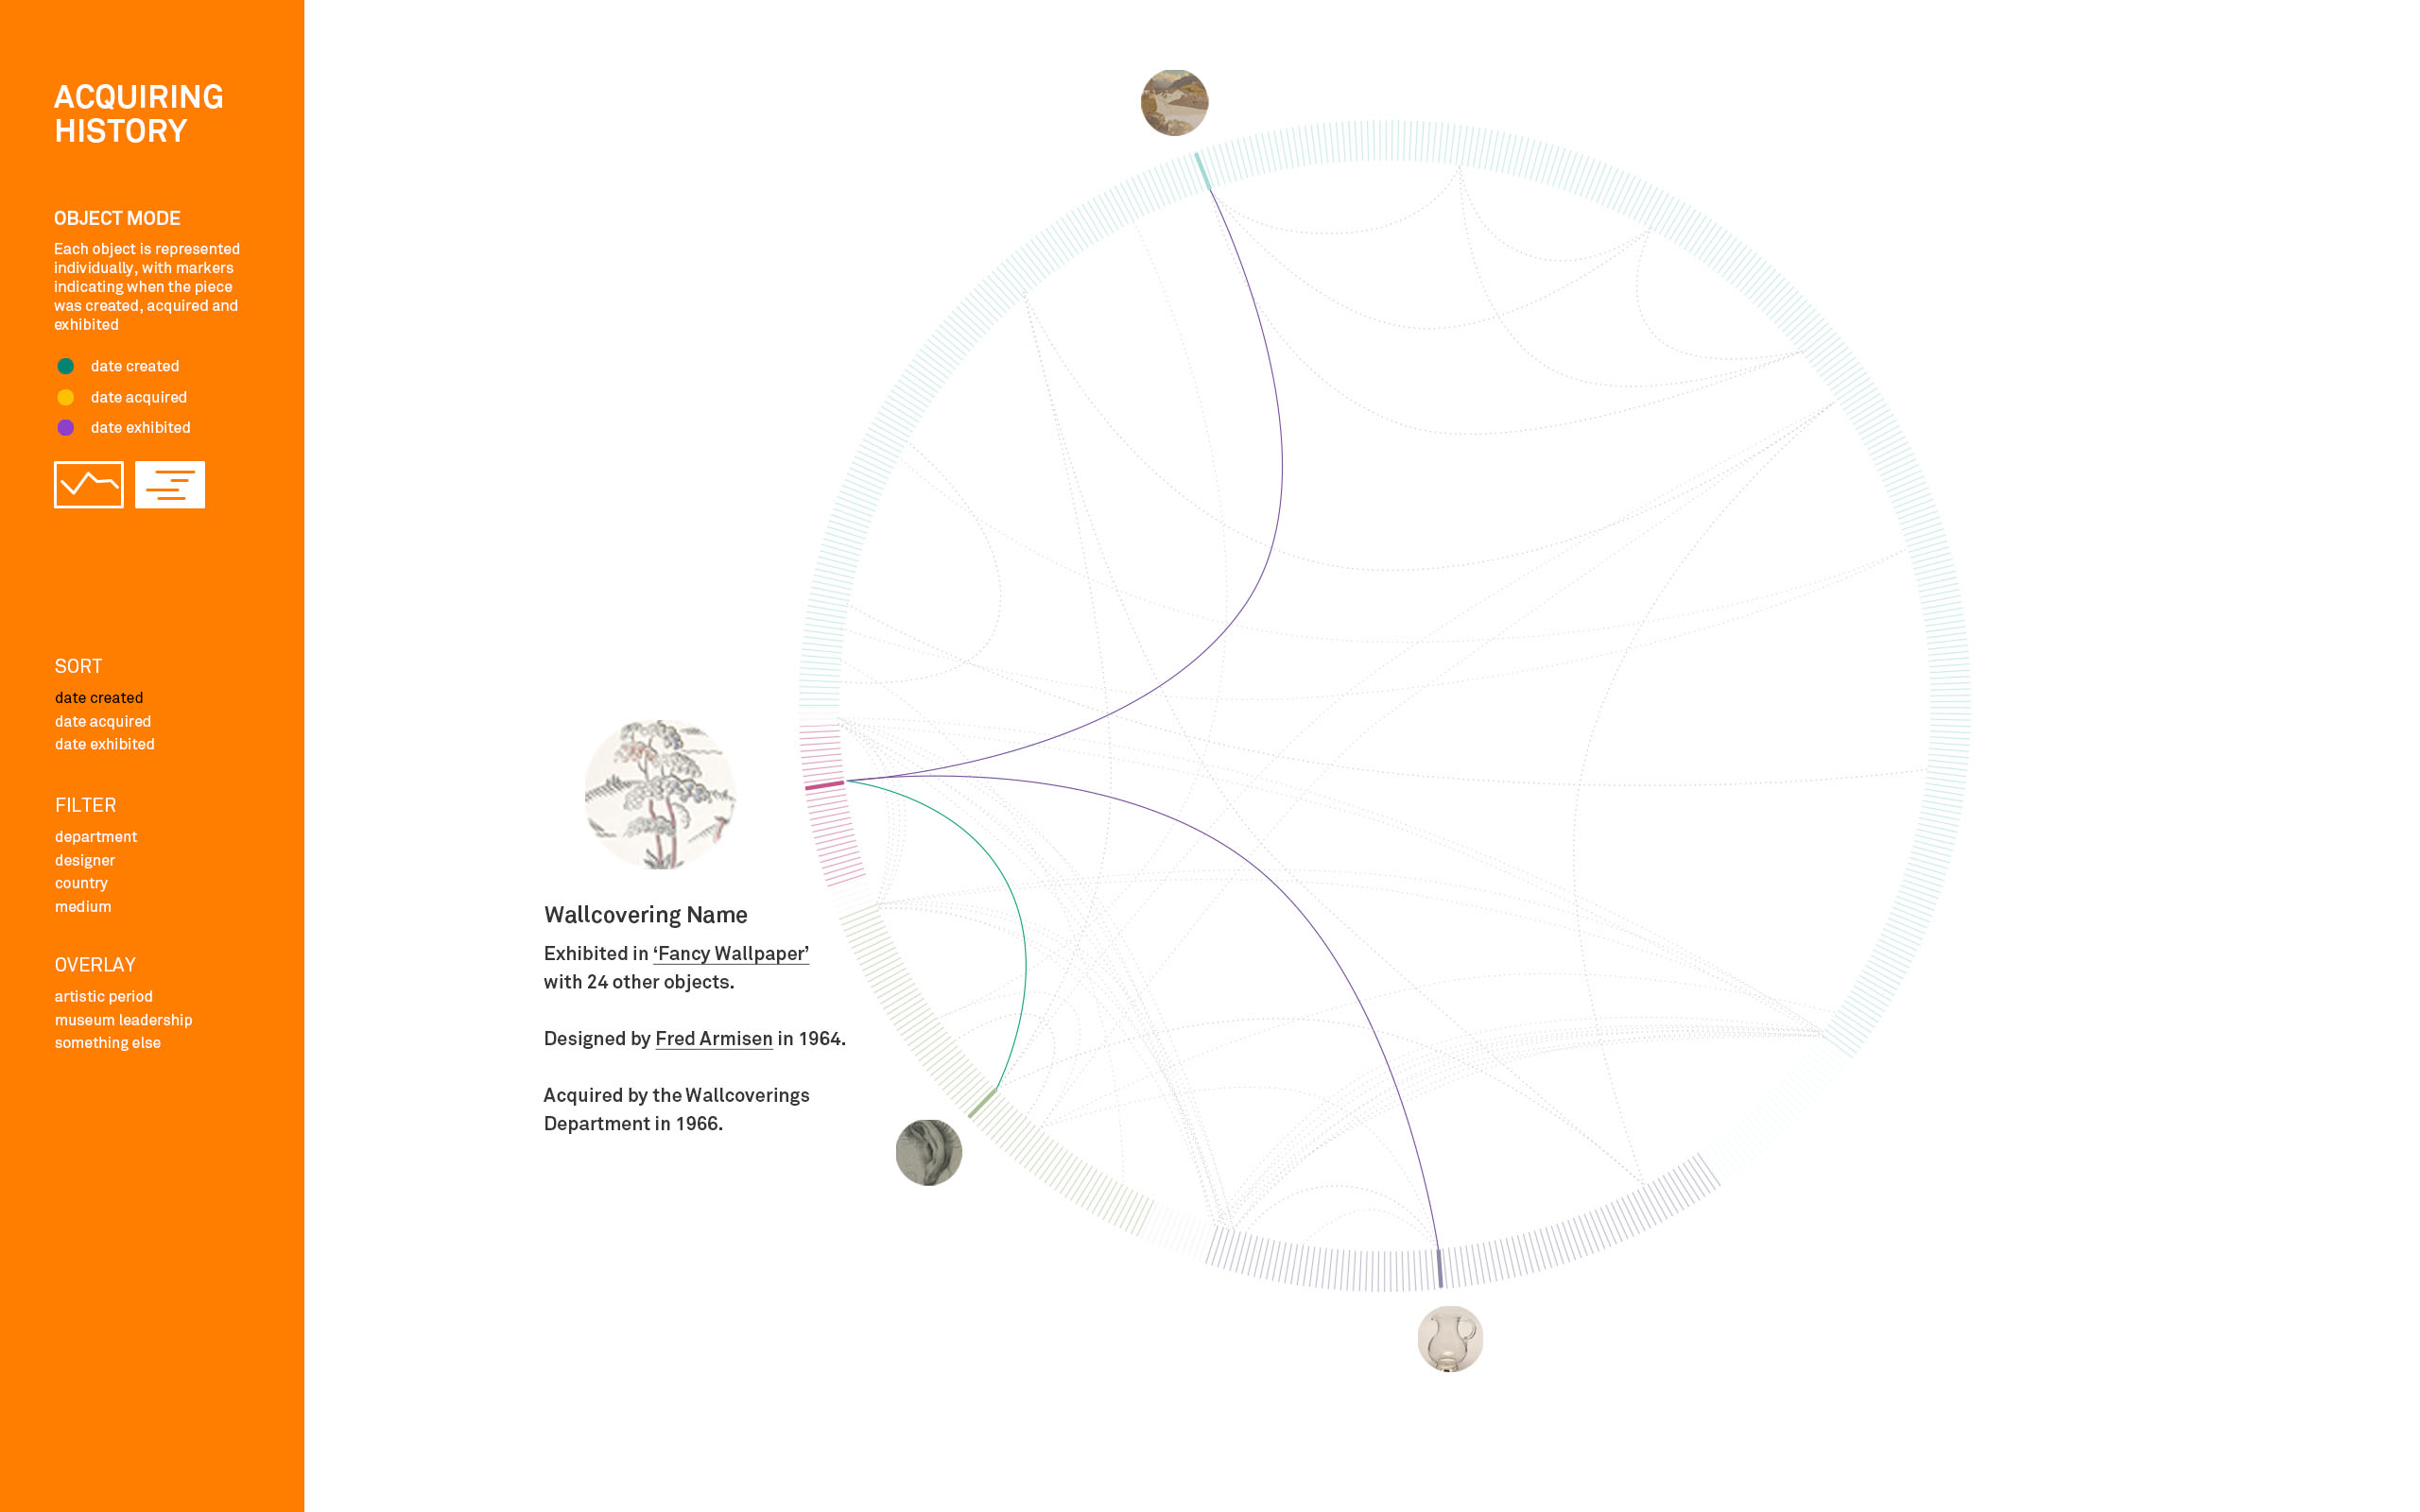 ACQUIRING
HISTORY
OBJECT MODE
Each object is represented
individually, with markers
indicating when the piece
was created, acquired and
exhibited
date created
date acquired
date exhibited
SORT
date created
date acquired
date exhibited
FILTER
department
designer
country
medium
OVERLAY
artistic period
museum leadership
something else
Wallcovering Name
Exhibited in ‘Fancy Wallpaper’
with 24 other objects.
Designed by Fred Armisen in 1964.
Acquired by the Wallcoverings
Department in 1966.